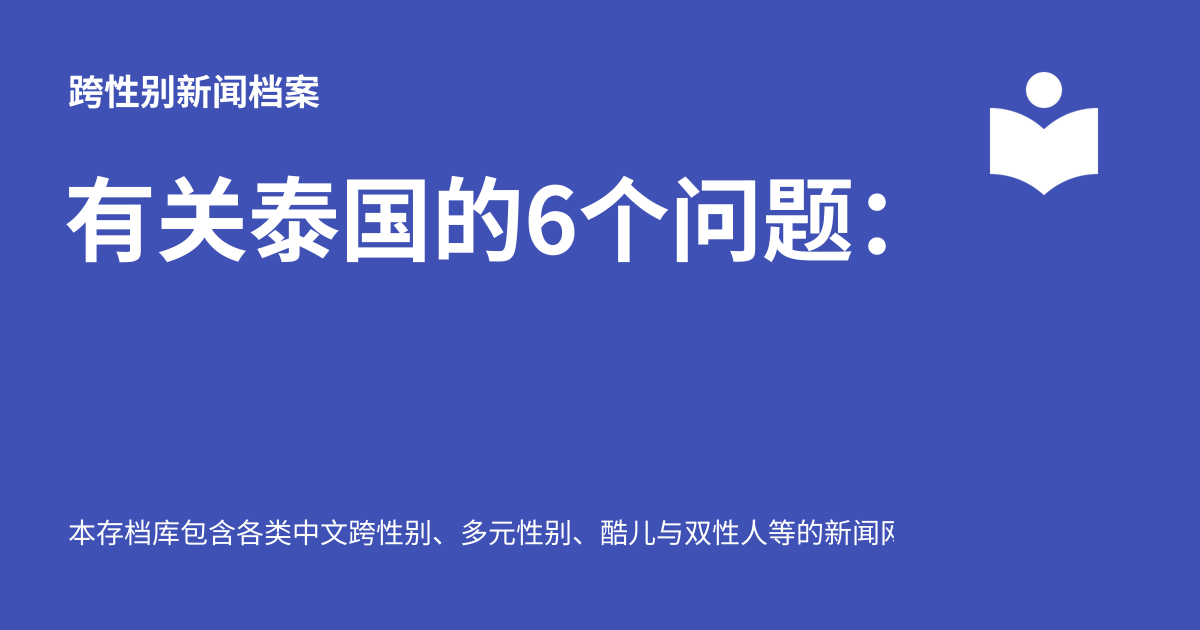 跨性别新闻档案
有关泰国的6个问题：
本存档库包含各类中文跨性别、多元性别、酷儿与双性人等的新闻